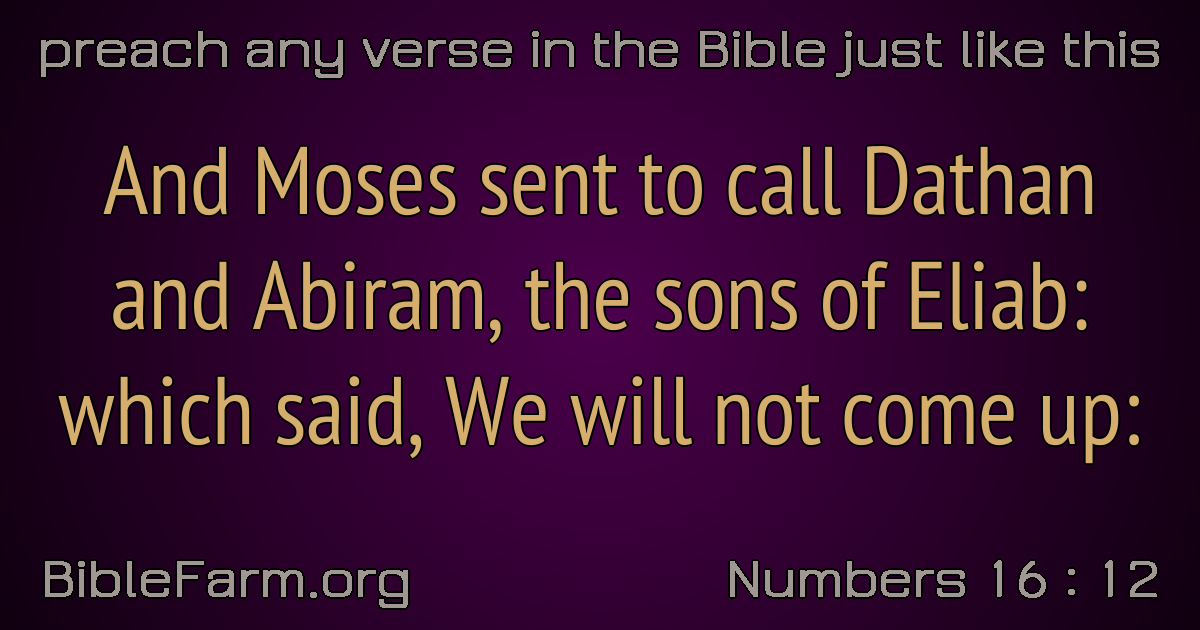 preach any verse in the Bible just like this
And Moses sent to call Dathan
and Abiram, the sons of Eliab:
which said, We will not come up:
BibleFarm.org
Numbers 16 : 12